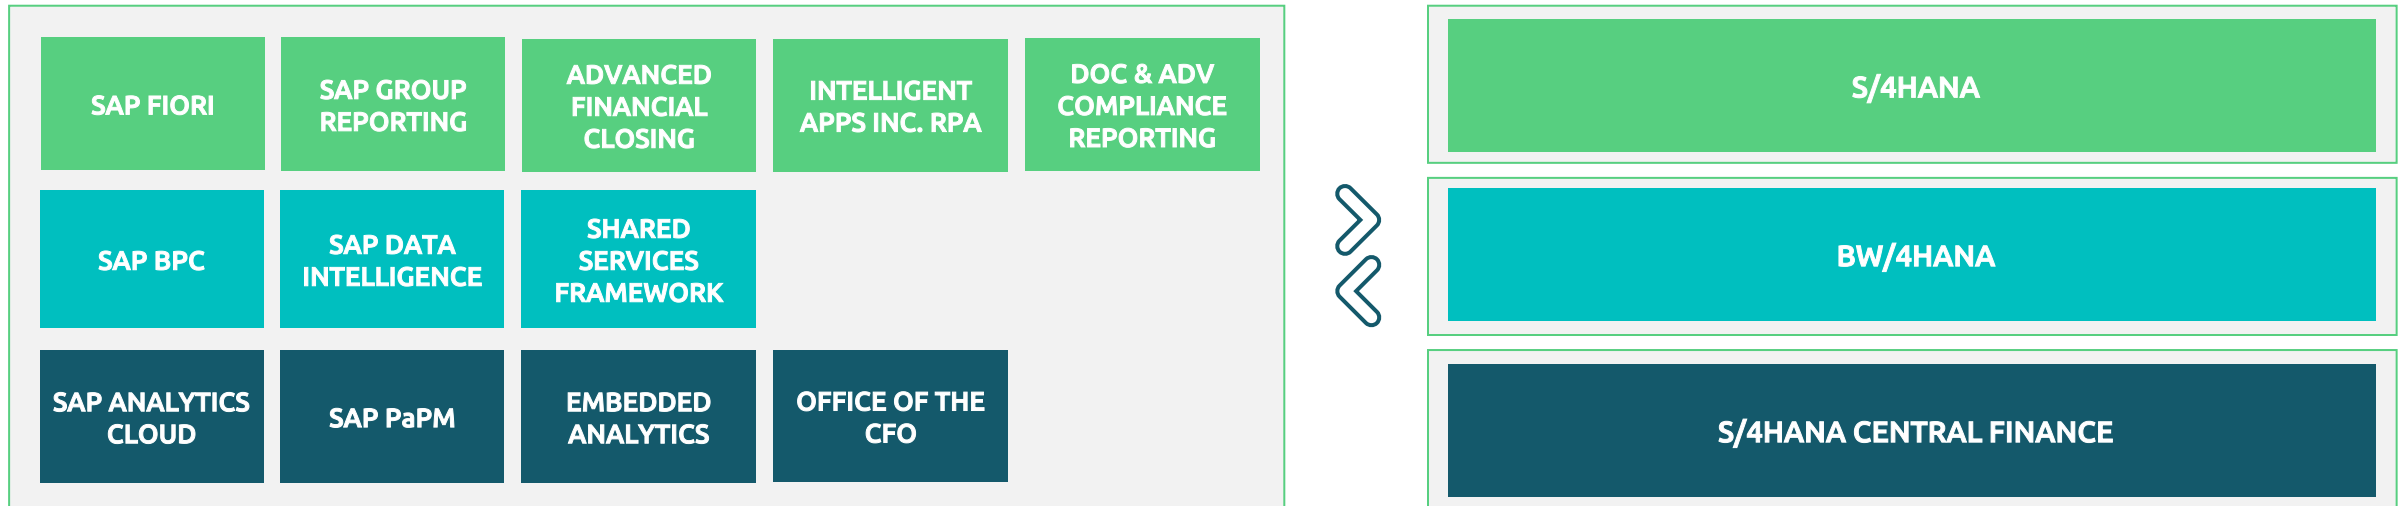 SAP FIORI
SAP GROUP
REPORTING
ADVANCED
FINANCIAL
CLOSING
INTELLIGENT
APPS INC. RPA
DOC & ADV
COMPLIANCE
REPORTING
SAP BPC
SAP DATA
INTELLIGENCE
SHARED
SERVICES
FRAMEWORK
SAP ANALYTICS
CLOUD
SAP PaPM
EMBEDDED
ANALYTICS
OFFICE OF THE
CFO
S/4HANA
BW/4HANA
S/4HANA CENTRAL FINANCE